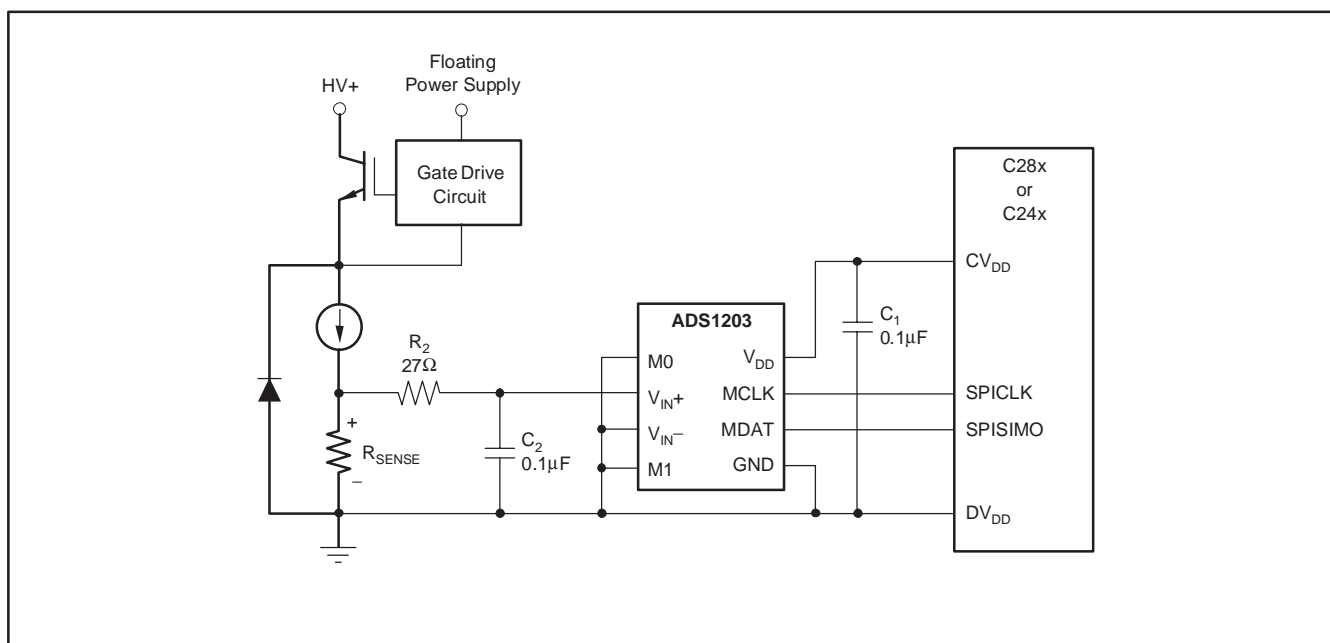 Floating
Power Supply
HV+
Gate Drive
Circuit
C28x
or
C24x
CV_DD
ADS1203
C_1
0.1µF
R_2
27Ω
M0
V_DD
V_IN+
MCLK
SPICLK
V_IN−
MDAT
SPISIMO
+
R_SENSE
−
C_2
0.1µF
M1
GND
DV_DD